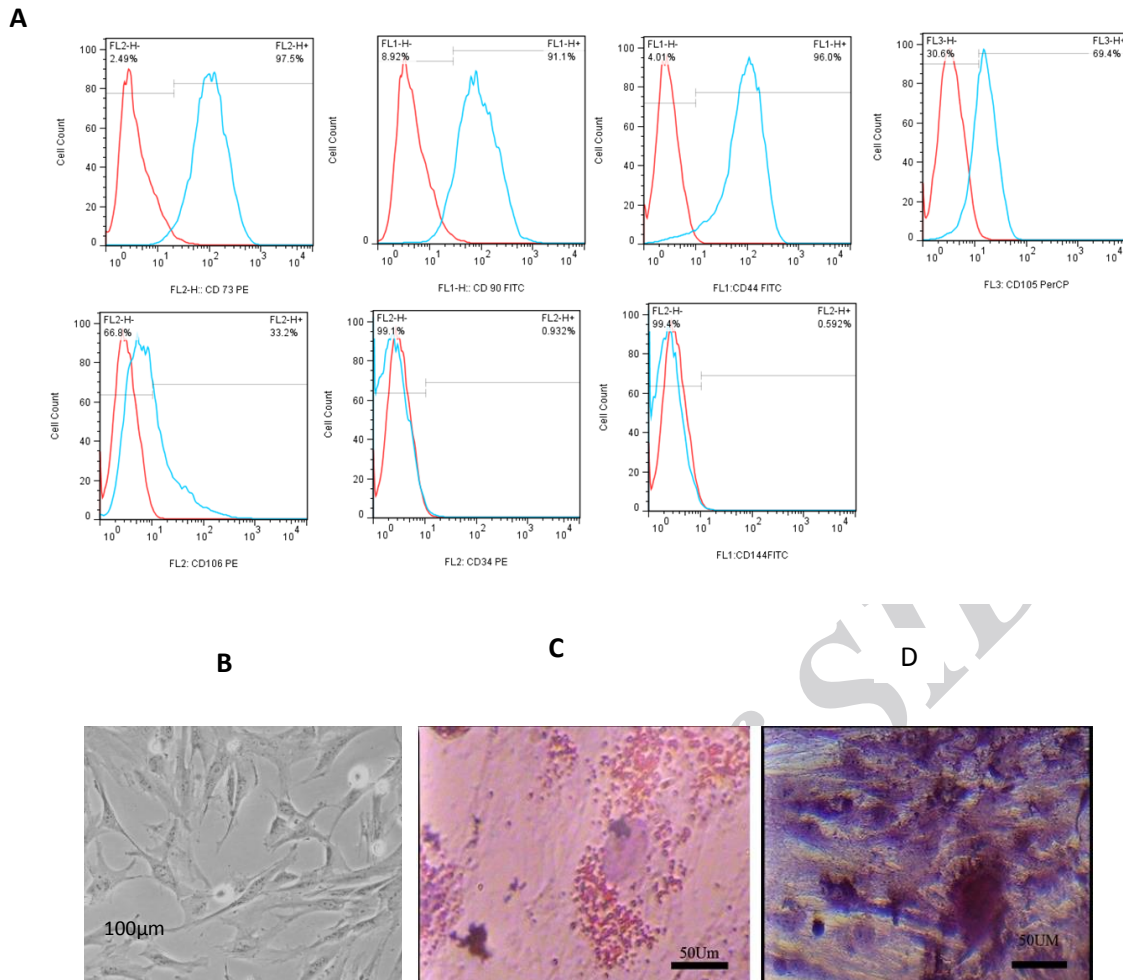 A
FL2-H-
2.49%
FL2-H+
97.5%
100
80
60
40
20
0
Cell Count
10^0 10^1 10^2 10^3 10^4
FL2-H:: CD 73 PE
FL1-H-
8.92%
FL1-H+
91.1%
0
Cell Count
10^0 10^1 10^2 10^3 10^4
FL1-H:: CD 90 FITC
FL1-H-
4.01%
FL1-H+
96.0%
100
80
60
40
20
0
Cell Count
10^0 10^1 10^2 10^3 10^4
FL1:CD44 FITC
FL3-H-
30.6%
FL3-H+
69.4%
100
80
60
40
20
0
Cell Count
10^0 10^1 10^2 10^3 10^4
FL3: CD105 PerCP
FL2-H-
66.8%
FL2-H+
33.2%
100
80
60
40
20
0
Cell Count
10^0 10^1 10^2 10^3 10^4
FL2: CD106 PE
FL2-H-
99.1%
FL2-H+
0.932%
100
80
60
40
20
0
Cell Count
10^0 10^1 10^2 10^3 10^4
FL2: CD34 PE
FL2-H-
99.4%
FL2-H+
0.592%
100
80
60
40
20
0
Cell Count
10^0 10^1 10^2 10^3 10^4
FL1:CD144FITC
B
C
D
100µm
50Um
50UM